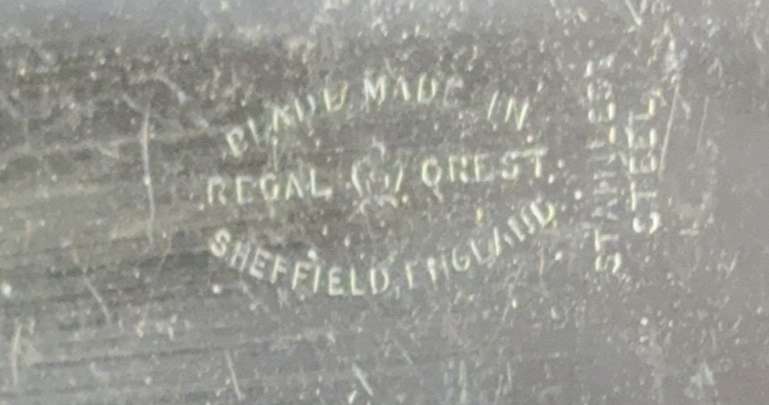 BLADE MADE IN
REGAL CREST
SHEFFIELD, ENGLAND
STAINLESS
STEEL